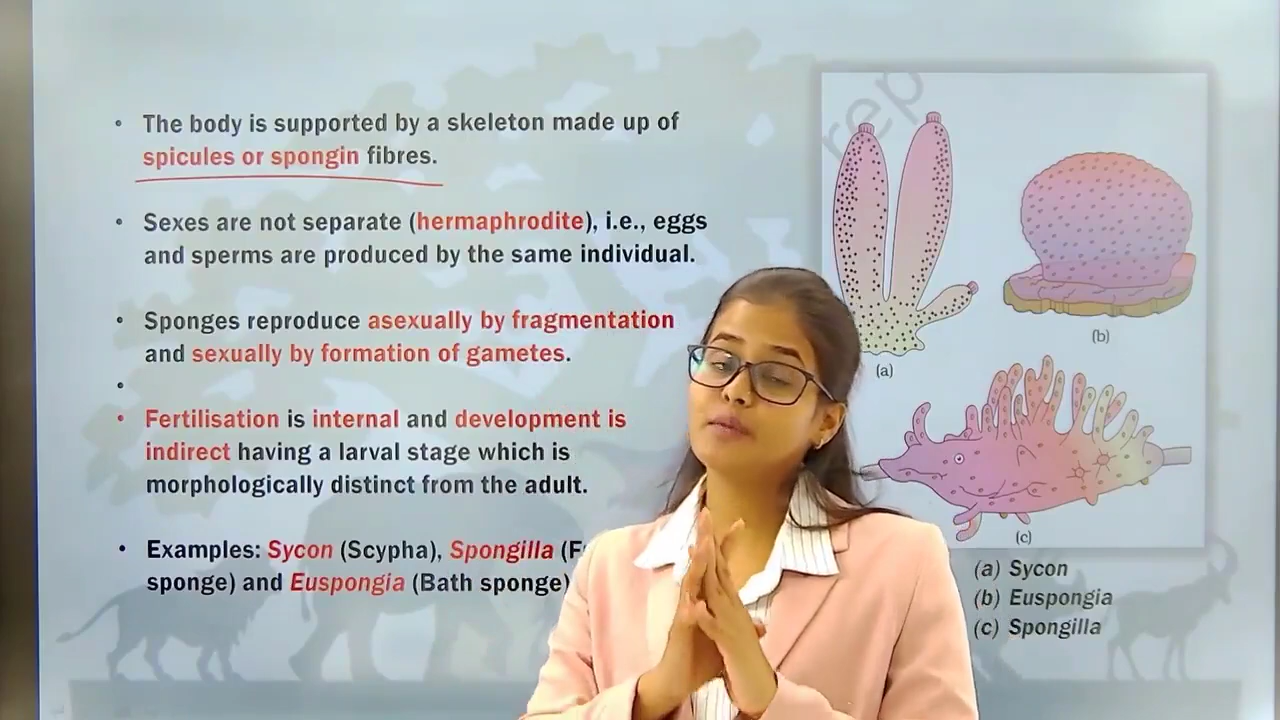 • The body is supported by a skeleton made up of
spicules or spongin fibres.
• Sexes are not separate (hermaphrodite), i.e., eggs
and sperms are produced by the same individual.
• Sponges reproduce asexually by fragmentation
and sexually by formation of gametes.
•
• Fertilisation is internal and development is
indirect having a larval stage which is
morphologically distinct from the adult.
• Examples: Sycon (Scypha), Spongilla (F
sponge) and Euspongia (Bath sponge)
rep
(a)
(b)
(c)
(a) Sycon
(b) Euspongia
(c) Spongilla